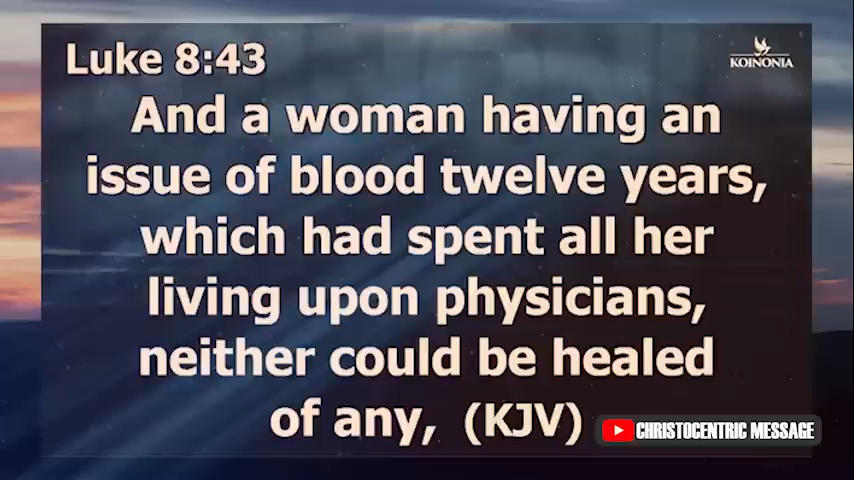 Luke 8:43
KOINONIA
And a woman having an
issue of blood twelve years,
which had spent all her
living upon physicians,
neither could be healed
of any, (KJV)
CHRISTOCENTRIC MESSAGE